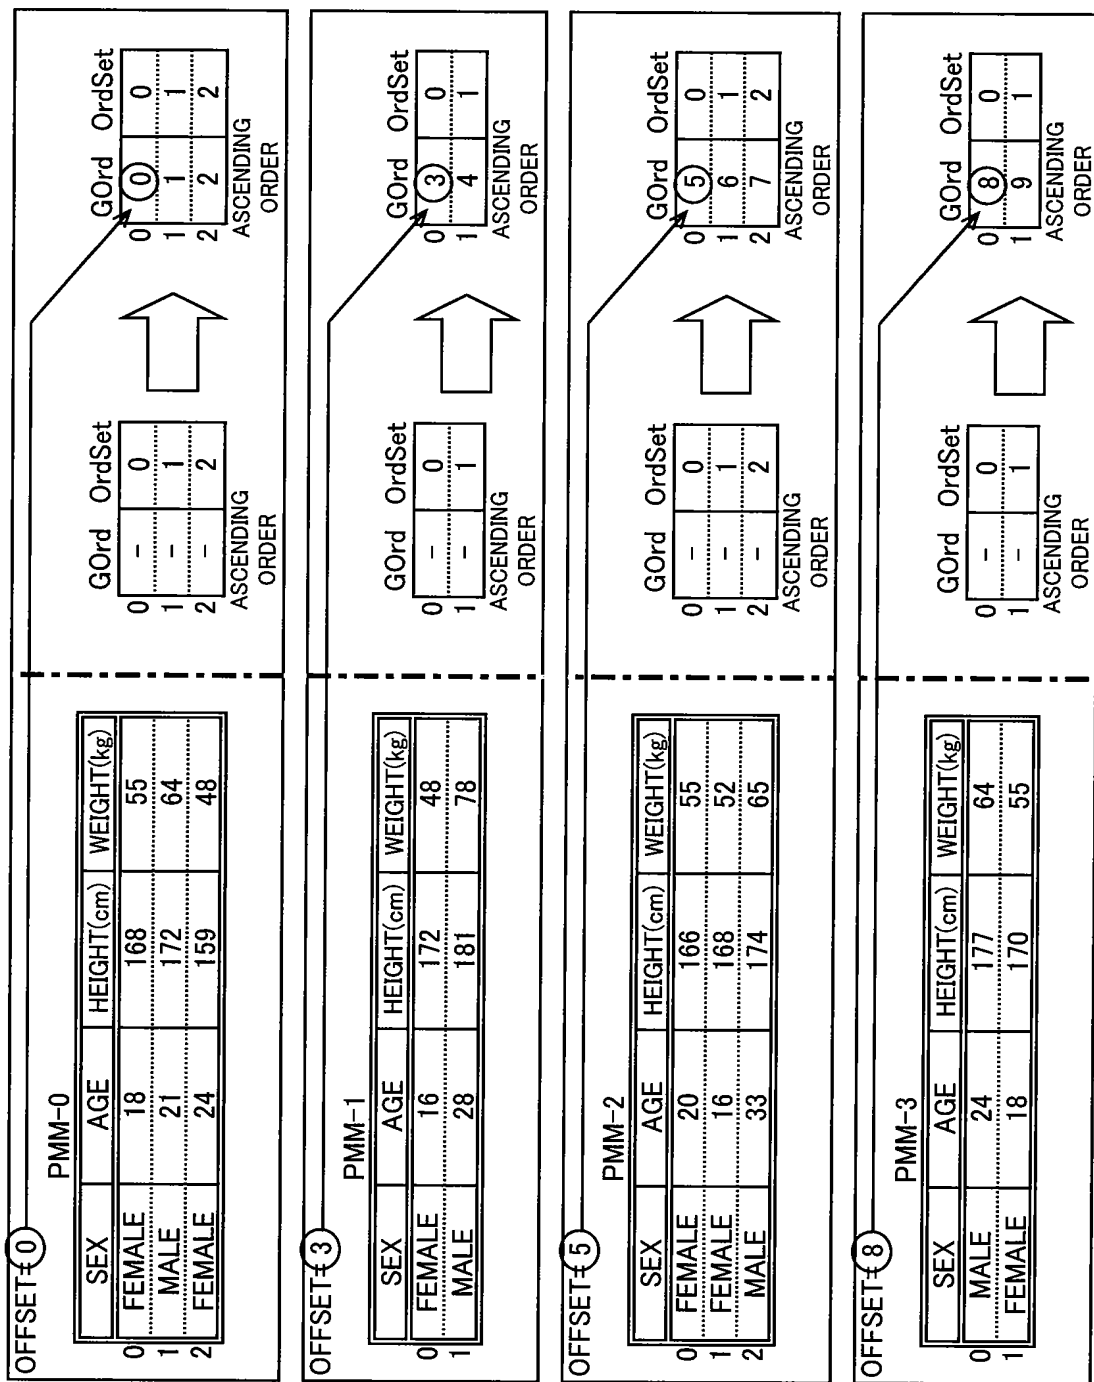 OFFSET= 0
PMM-0
SEX AGE HEIGHT(cm) WEIGHT(kg)
0 FEMALE 18 168 55
1 MALE 21 172 64
2 FEMALE 24 159 48
GOrd OrdSet
0 - 0
1 - 1
2 - 2
ASCENDING
ORDER
GOrd OrdSet
0 0 0
1 1 1
2 2 2
ASCENDING
ORDER
OFFSET= 3
PMM-1
SEX AGE HEIGHT(cm) WEIGHT(kg)
0 FEMALE 16 172 48
1 MALE 28 181 78
GOrd OrdSet
0 - 0
1 - 1
ASCENDING
ORDER
GOrd OrdSet
0 3 0
1 4 1
ASCENDING
ORDER
OFFSET= 5
PMM-2
SEX AGE HEIGHT(cm) WEIGHT(kg)
0 FEMALE 20 166 55
1 FEMALE 16 168 52
2 MALE 33 174 65
GOrd OrdSet
0 - 0
1 - 1
2 - 2
ASCENDING
ORDER
GOrd OrdSet
0 5 0
1 6 1
2 7 2
ASCENDING
ORDER
OFFSET= 8
PMM-3
SEX AGE HEIGHT(cm) WEIGHT(kg)
0 MALE 24 177 64
1 FEMALE 18 170 55
GOrd OrdSet
0 - 0
1 - 1
ASCENDING
ORDER
GOrd OrdSet
0 8 0
1 9 1
ASCENDING
ORDER